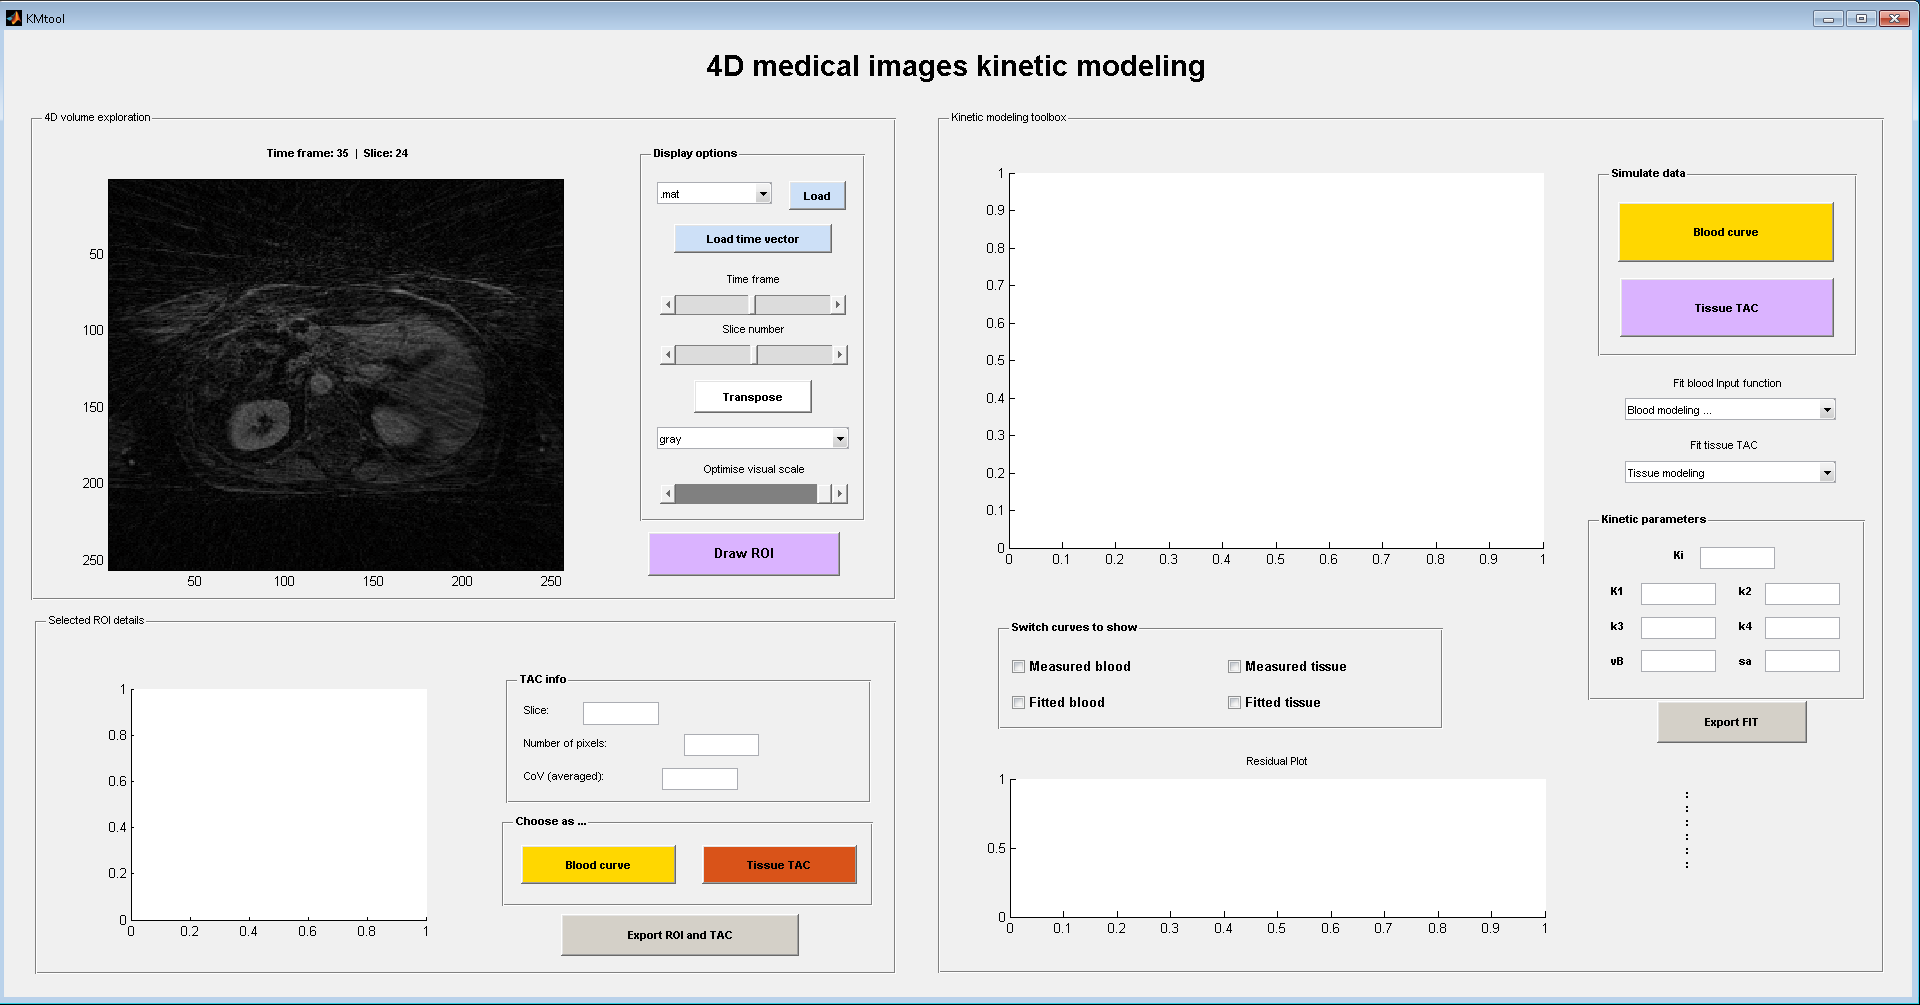 KMtool
4D medical images kinetic modeling
4D volume exploration
Time frame: 35 | Slice: 24
50
100
150
200
250
50 100 150 200 250
Display options
.mat
Load
Load time vector
Time frame
Slice number
Transpose
gray
Optimise visual scale
Draw ROI
Selected ROI details
1
0.8
0.6
0.4
0.2
0
0 0.2 0.4 0.6 0.8 1
TAC info
Slice:
Number of pixels:
CoV (averaged):
Choose as ...
Blood curve
Tissue TAC
Export ROI and TAC
Kinetic modeling toolbox
1
0.9
0.8
0.7
0.6
0.5
0.4
0.3
0.2
0.1
0
0 0.1 0.2 0.3 0.4 0.5 0.6 0.7 0.8 0.9 1
Simulate data
Blood curve
Tissue TAC
Fit blood Input function
Blood modeling ...
Fit tissue TAC
Tissue modeling
Kinetic parameters
Ki
K1 k2
k3 k4
vB sa
Export FIT
Switch curves to show
Measured blood Measured tissue
Fitted blood Fitted tissue
Residual Plot
1
0.5
0
0 0.1 0.2 0.3 0.4 0.5 0.6 0.7 0.8 0.9 1